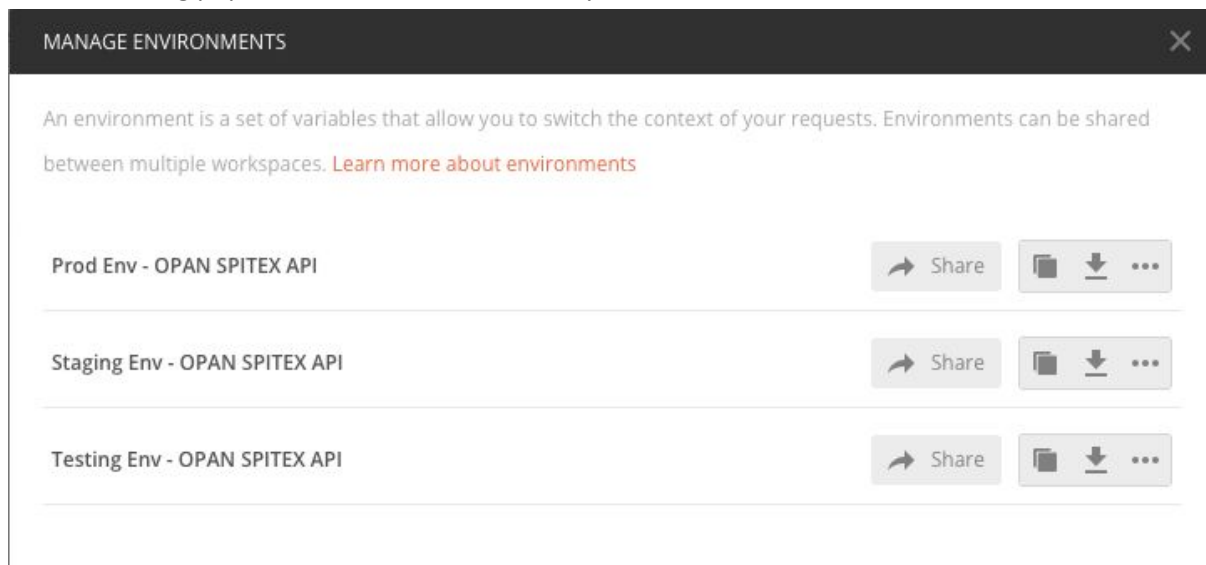 MANAGE ENVIRONMENTS
An environment is a set of variables that allow you to switch the context of your requests. Environments can be shared
between multiple workspaces. Learn more about environments
Prod Env - OPAN SPITEX API Share
Staging Env - OPAN SPITEX API Share
Testing Env - OPAN SPITEX API Share